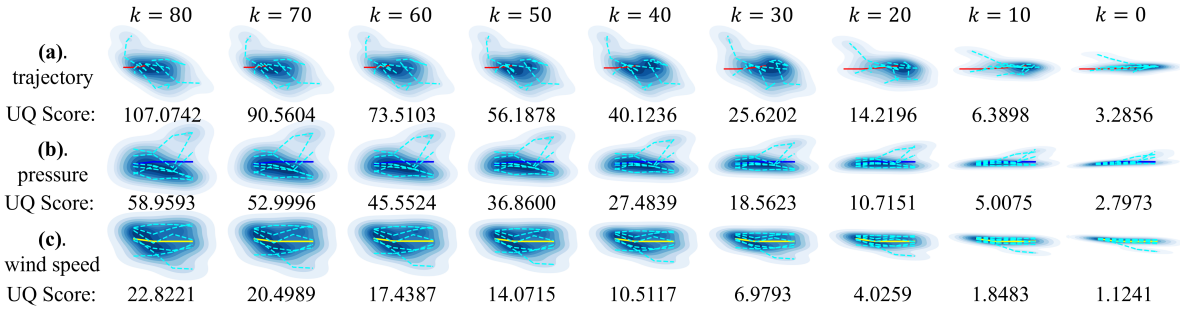 k = 80 k = 70 k = 60 k = 50 k = 40 k = 30 k = 20 k = 10 k = 0
(a).
trajectory
UQ Score: 107.0742 90.5604 73.5103 56.1878 40.1236 25.6202 14.2196 6.3898 3.2856
(b).
pressure
UQ Score: 58.9593 52.9996 45.5524 36.8600 27.4839 18.5623 10.7151 5.0075 2.7973
(c).
wind speed
UQ Score: 22.8221 20.4989 17.4387 14.0715 10.5117 6.9793 4.0259 1.8483 1.1241